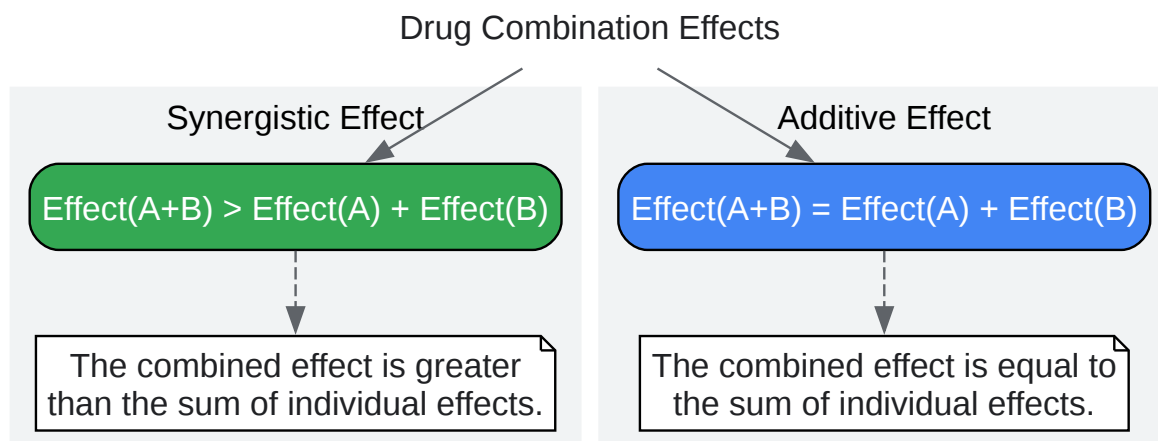 Drug Combination Effects
Synergistic Effect
Effect(A+B) > Effect(A) + Effect(B)
The combined effect is greater
than the sum of individual effects.
Additive Effect
Effect(A+B) = Effect(A) + Effect(B)
The combined effect is equal to
the sum of individual effects.